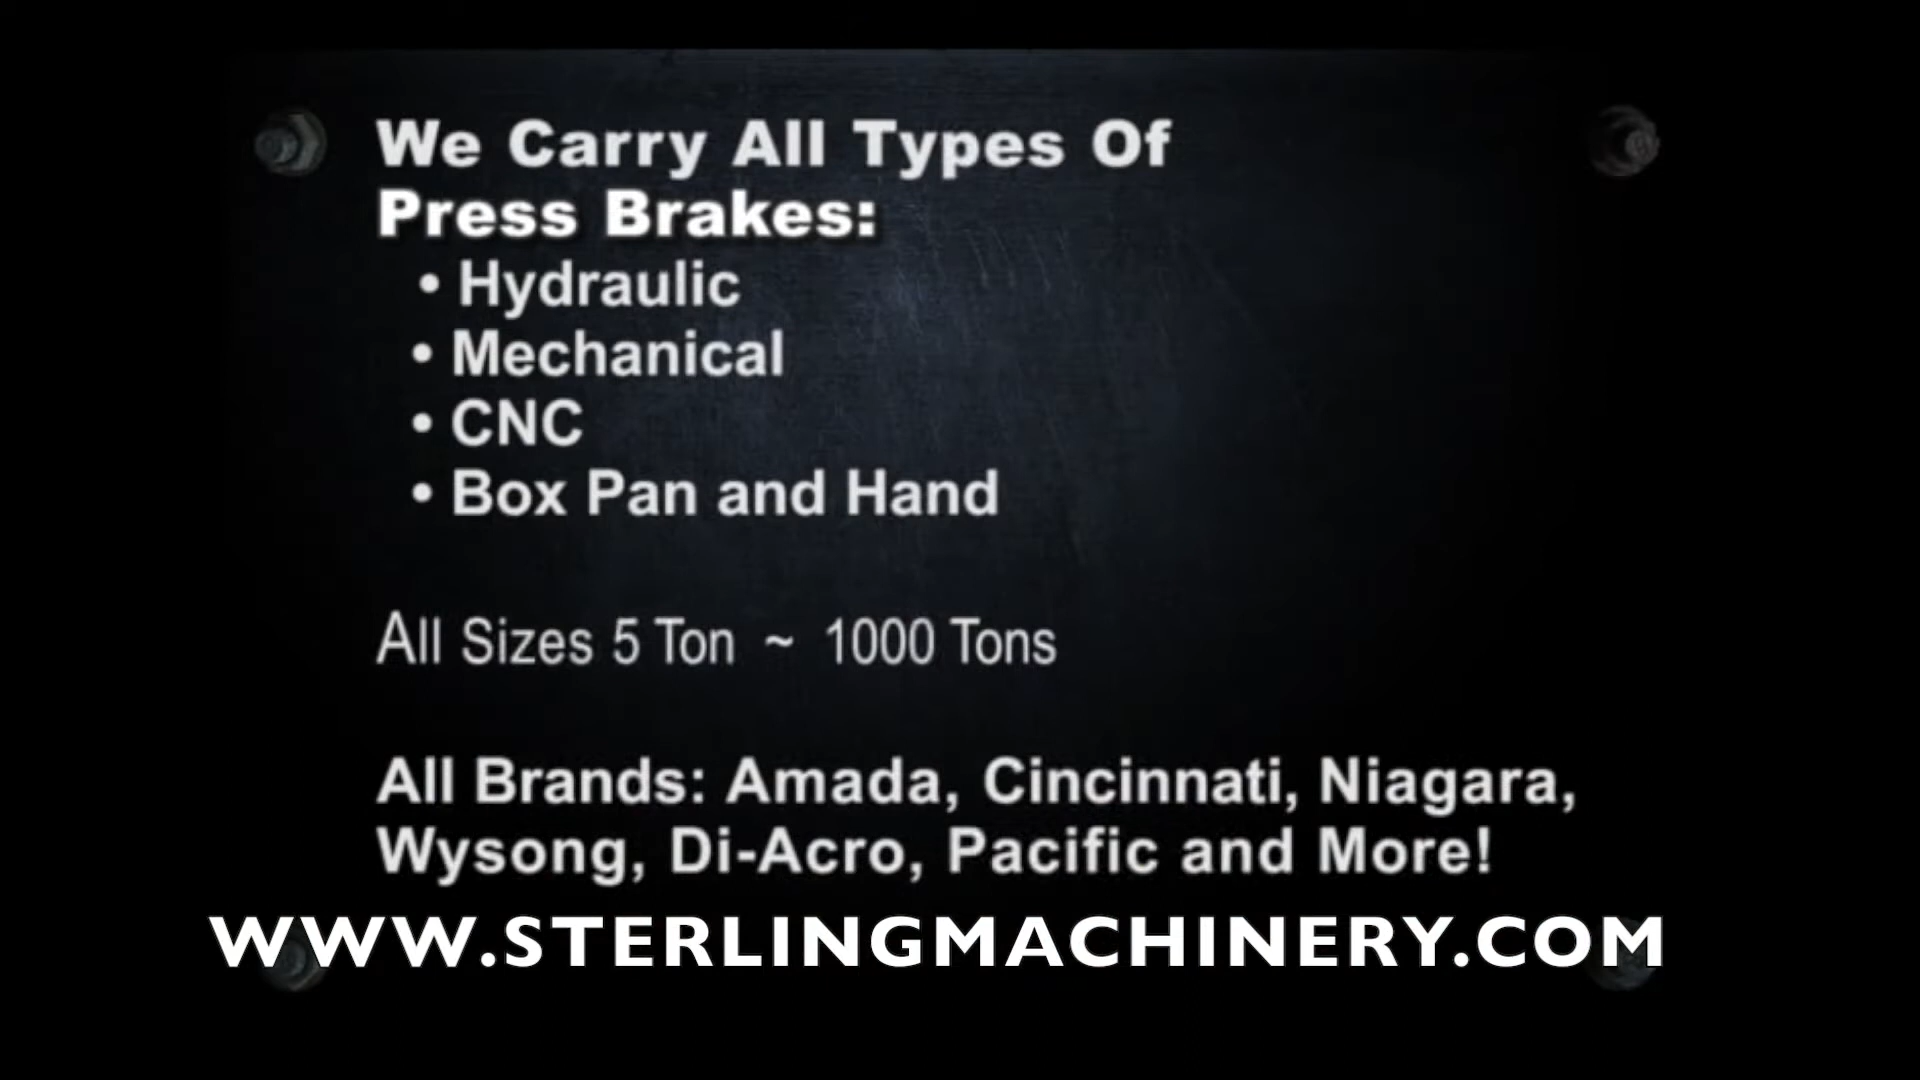 We Carry All Types Of
Press Brakes:
• Hydraulic
• Mechanical
• CNC
• Box Pan and Hand
All Sizes 5 Ton ~ 1000 Tons
All Brands: Amada, Cincinnati, Niagara,
Wysong, Di-Acro, Pacific and More!
WWW.STERLINGMACHINERY.COM